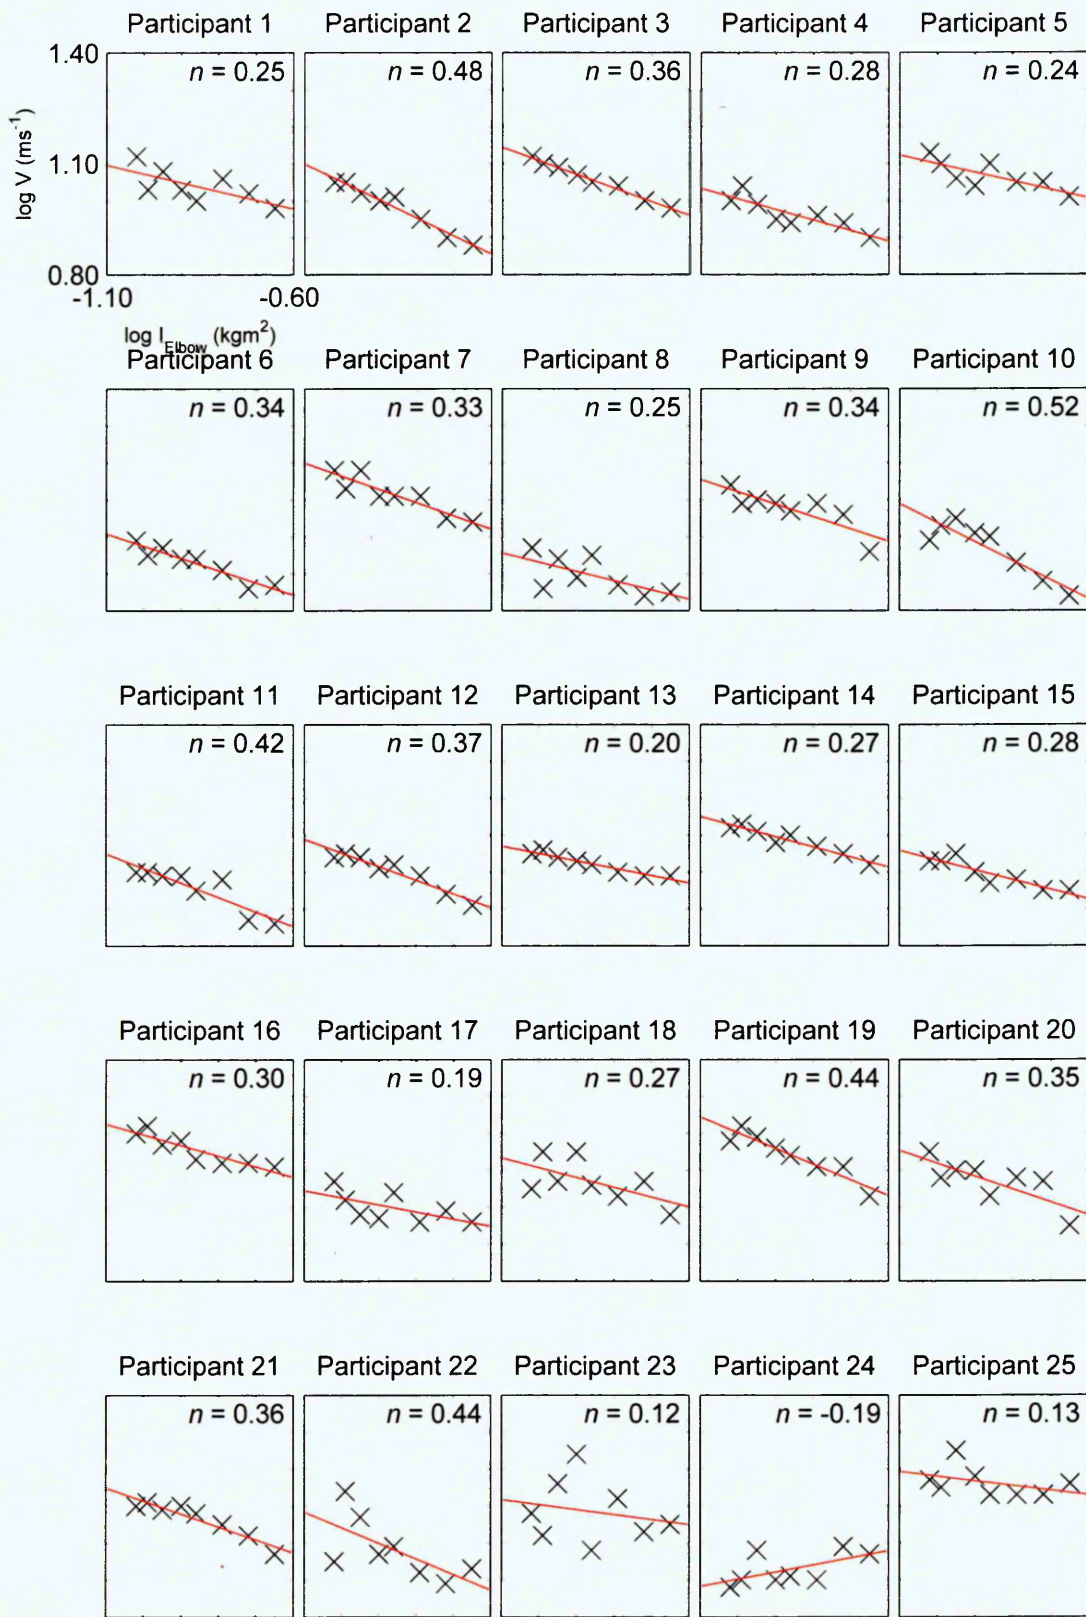 Participant 1 Participant 2 Participant 3 Participant 4 Participant 5
1.40
n = 0.25 n = 0.48 n = 0.36 n = 0.28 n = 0.24
log V (ms-1)
1.10
0.80
-1.10 -0.60
log I Elbow (kgm2)
Participant 6 Participant 7 Participant 8 Participant 9 Participant 10
n = 0.34 n = 0.33 n = 0.25 n = 0.34 n = 0.52
Participant 11 Participant 12 Participant 13 Participant 14 Participant 15
n = 0.42 n = 0.37 n = 0.20 n = 0.27 n = 0.28
Participant 16 Participant 17 Participant 18 Participant 19 Participant 20
n = 0.30 n = 0.19 n = 0.27 n = 0.44 n = 0.35
Participant 21 Participant 22 Participant 23 Participant 24 Participant 25
n = 0.36 n = 0.44 n = 0.12 n = -0.19 n = 0.13